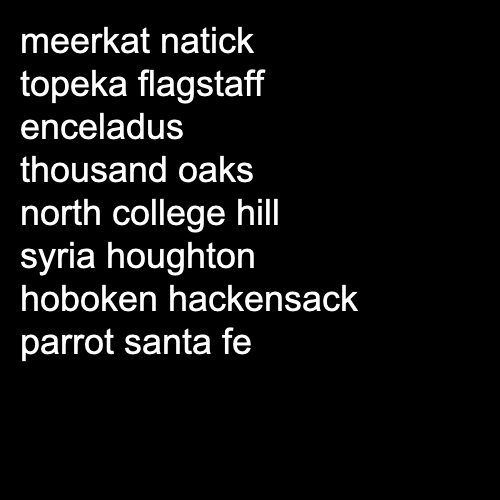 meerkat natick
topeka flagstaff
enceladus
thousand oaks
north college hill
syria houghton
hoboken hackensack
parrot santa fe